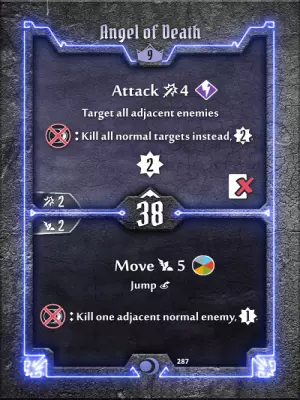 Angel of Death
9
Attack 4
Target all adjacent enemies
: Kill all normal targets instead, 2.
2
2
38
2
Move 5
Jump
: Kill one adjacent normal enemy, 1
287